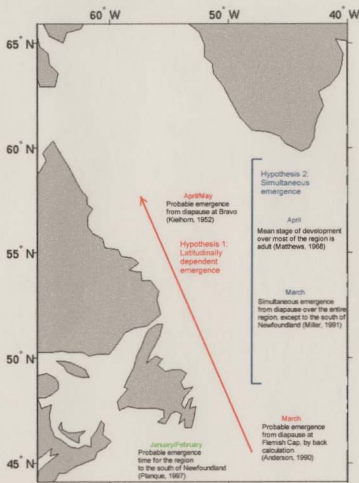 60° W
50° W
40° W
65° N
60° N
55° N
50° N
45° N
Hypothesis 2:
Simultaneous
emergence
April
Mean stage of development
over most of the region is
adult (Matthews, 1968)
March
Simultaneous emergence
from diapause over the entire
region, except to the south of
Newfoundland (Miller, 1991)
April/May
Probable emergence
from diapause at Bravo
(Kielhorn, 1952)
Hypothesis 1:
Latitudinally
dependent
emergence
March
Probable emergence
from diapause at
Flemish Cap, by back
calculation
(Anderson, 1990)
January/February
Probable emergence
time for the region
to the south of Newfoundland
(Planque, 1997)